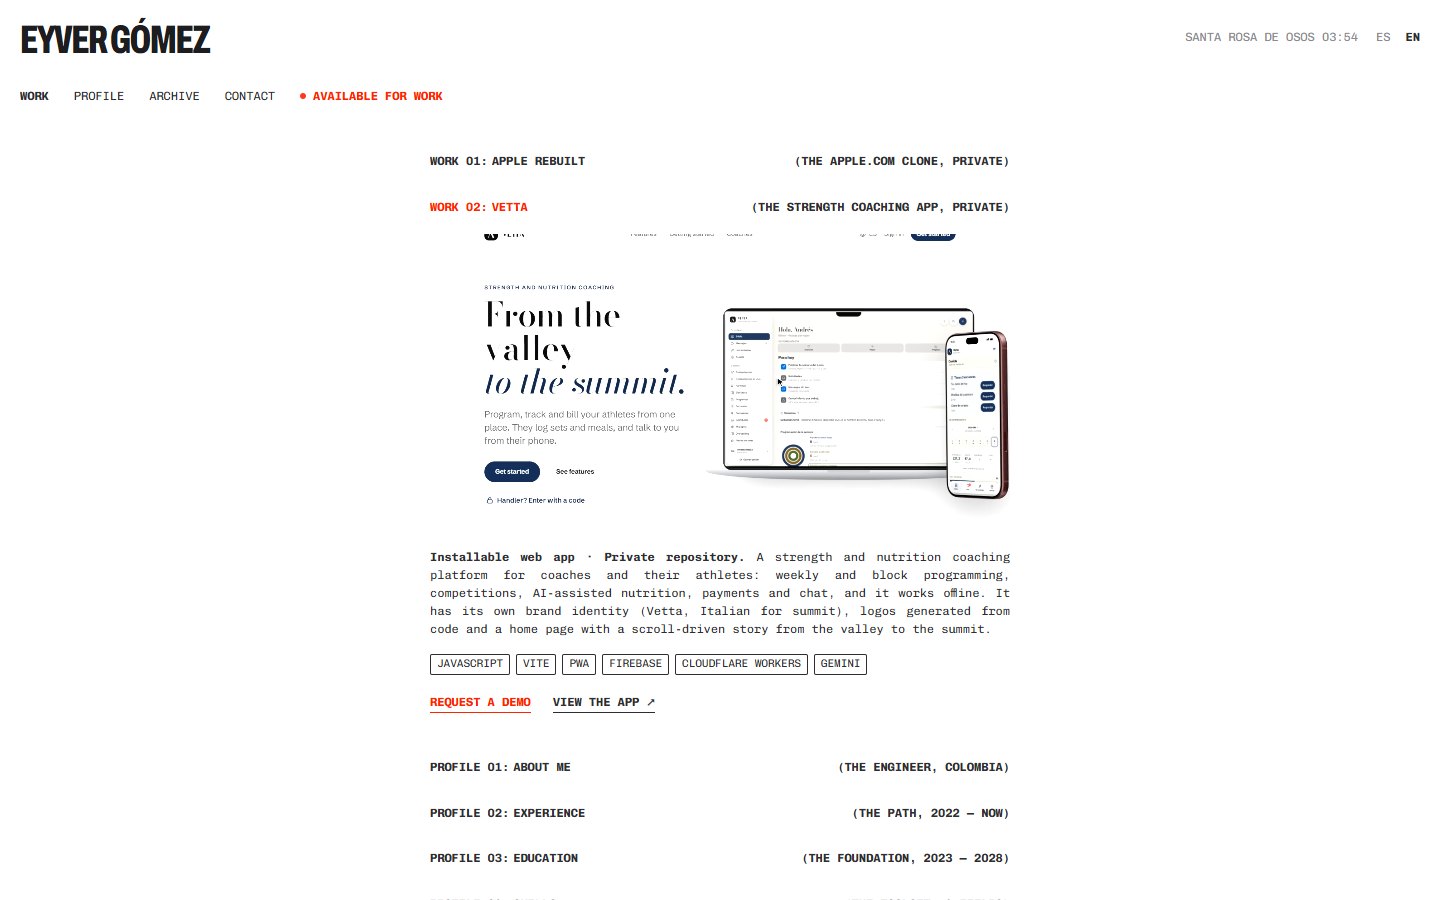 EYVER GÓMEZ
SANTA ROSA DE OSOS 03:54 ES EN
WORK PROFILE ARCHIVE CONTACT AVAILABLE FOR WORK
WORK 01: APPLE REBUILT (THE APPLE.COM CLONE, PRIVATE)
WORK 02: VETTA (THE STRENGTH COACHING APP, PRIVATE)
STRENGTH AND NUTRITION COACHING
From the
valley
to the summit.
Program, track and bill your athletes from one
place. They log sets and meals, and talk to you
from their phone.
Get started See features
Handler? Enter with a code
Hola, Andrés
Installable web app · Private repository. A strength and nutrition coaching
platform for coaches and their athletes: weekly and block programming,
competitions, AI-assisted nutrition, payments and chat, and it works offline. It
has its own brand identity (Vetta, Italian for summit), logos generated from
code and a home page with a scroll-driven story from the valley to the summit.
JAVASCRIPT VITE PWA FIREBASE CLOUDFLARE WORKERS GEMINI
REQUEST A DEMO VIEW THE APP ↗
PROFILE 01: ABOUT ME (THE ENGINEER, COLOMBIA)
PROFILE 02: EXPERIENCE (THE PATH, 2022 — NOW)
PROFILE 03: EDUCATION (THE FOUNDATION, 2023 — 2028)